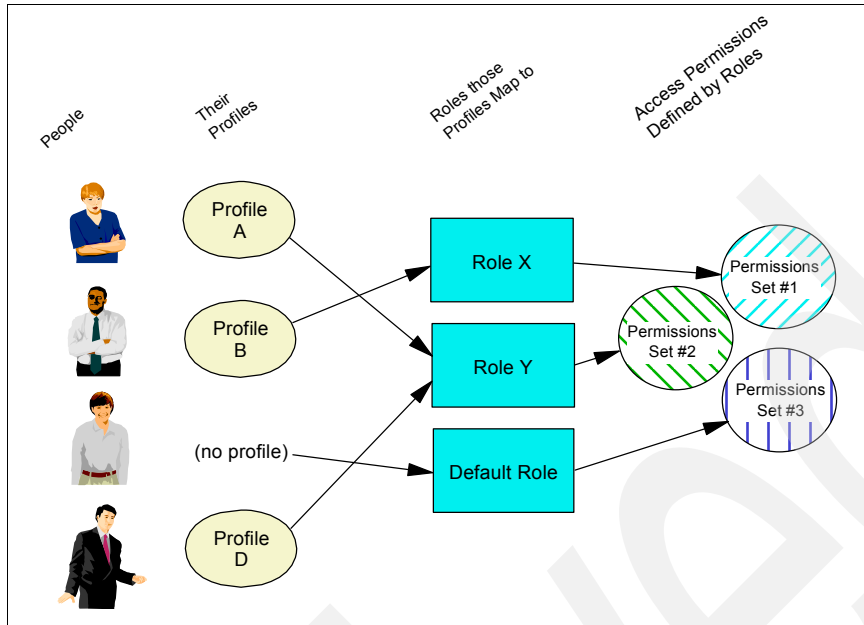 People
Their
Profiles
Roles those
Profiles Map to
Access Permissions
Defined by Roles
Profile
A
Role X
Permissions
Set #1
Profile
B
Role Y
Permissions
Set #2
Permissions
Set #3
(no profile)
Default Role
Profile
D